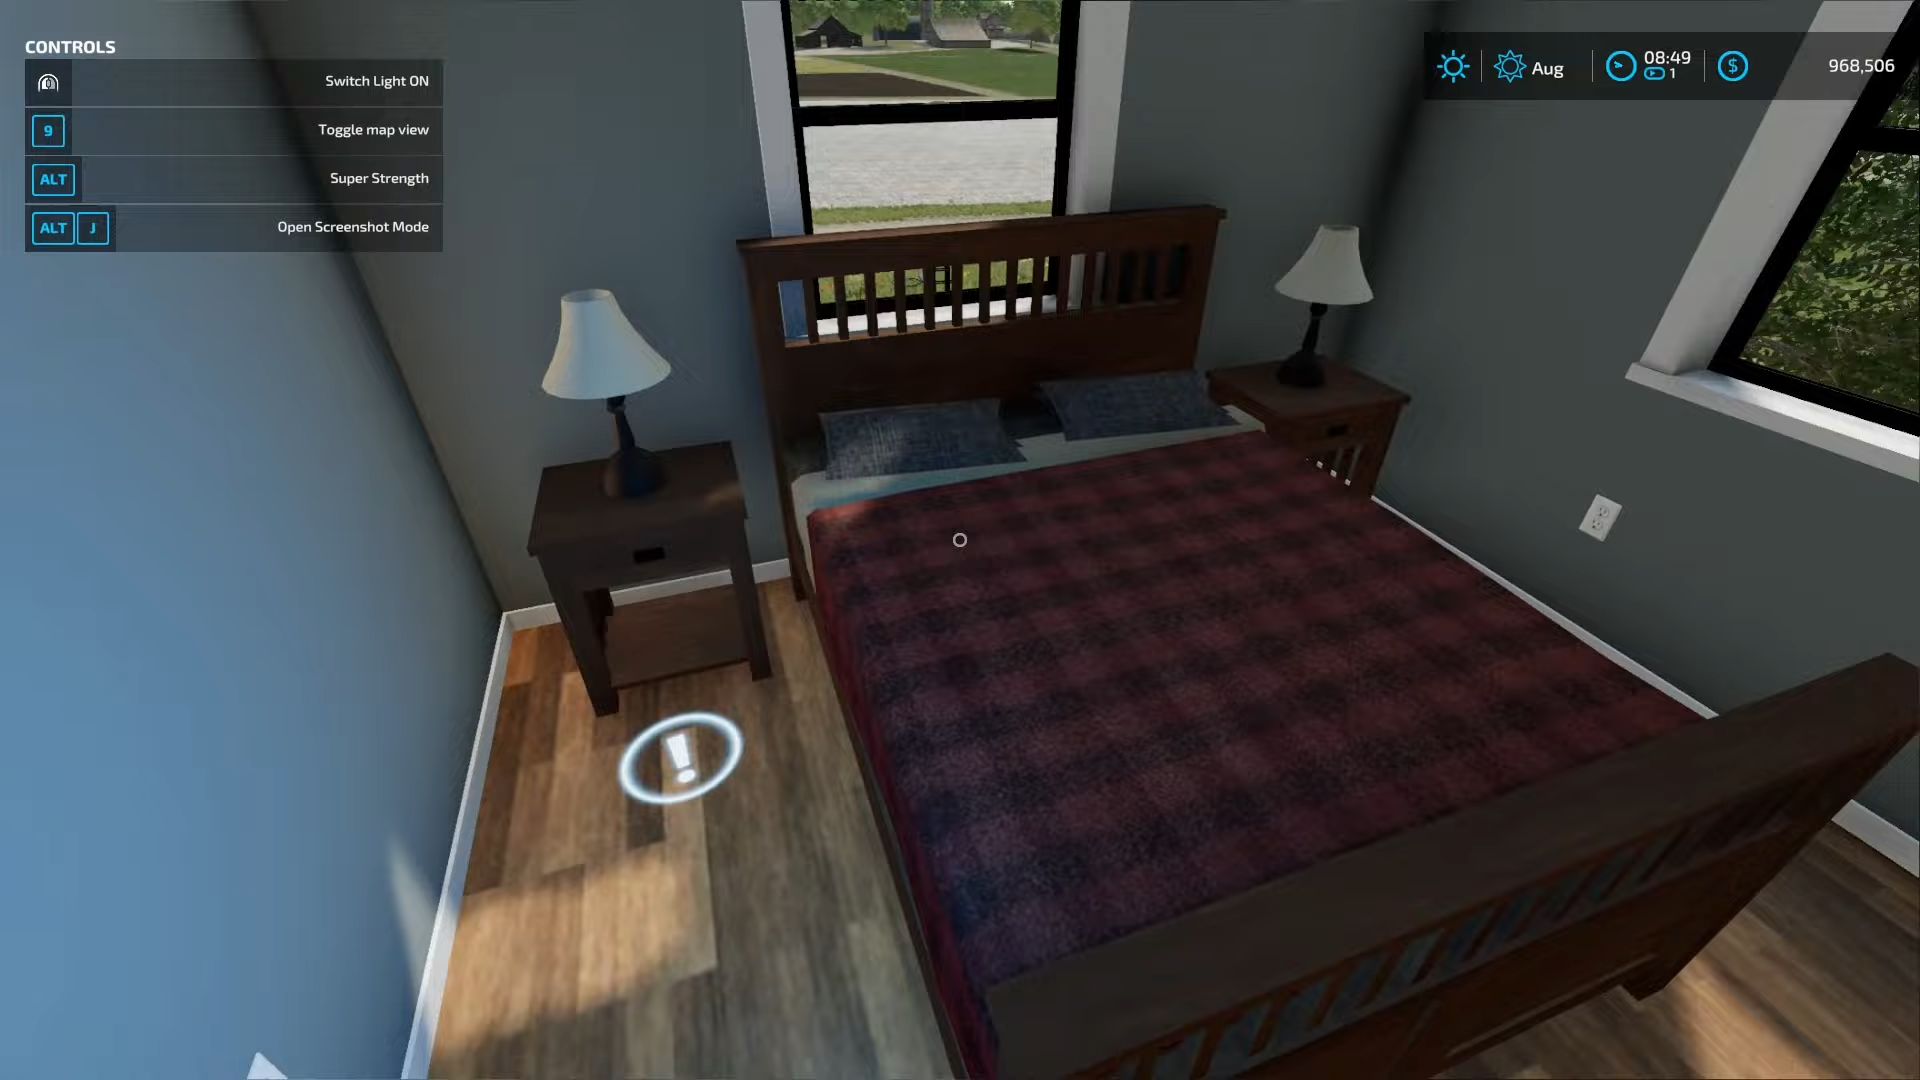 CONTROLS
Switch Light ON
9 Toggle map view
ALT Super Strength
ALT J Open Screenshot Mode
Aug 08:49 $ 968,506
1
!